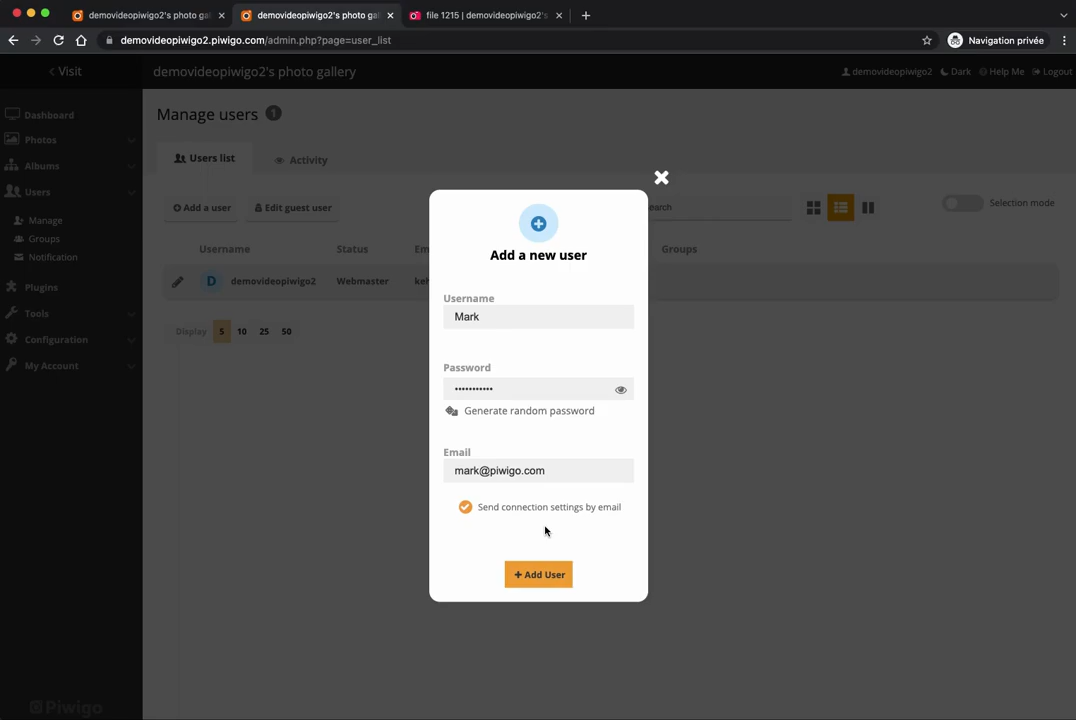 demovideopiwigo2's photo ga
demovideopiwigo2's photo gal
file 1215 | demovideopiwigo2's
demovideopiwigo2.piwigo.com/admin.php?page=user_list
Navigation privée
< Visit
demovideopiwigo2's photo gallery
demovideopiwigo2
Dark
Help Me
Logout
Dashboard
Photos
Albums
Users
Manage
Groups
Notification
Plugins
Tools
Configuration
My Account
Piwigo
Manage users 1
Users list
Activity
Add a user
Edit guest user
earch
Selection mode
Username
Status
Em
Groups
D
demovideopiwigo2
Webmaster
Display
5
10
25
50
Add a new user
Username
Mark
Password
•••••••••••
Generate random password
Email
mark@piwigo.com
Send connection settings by email
+ Add User